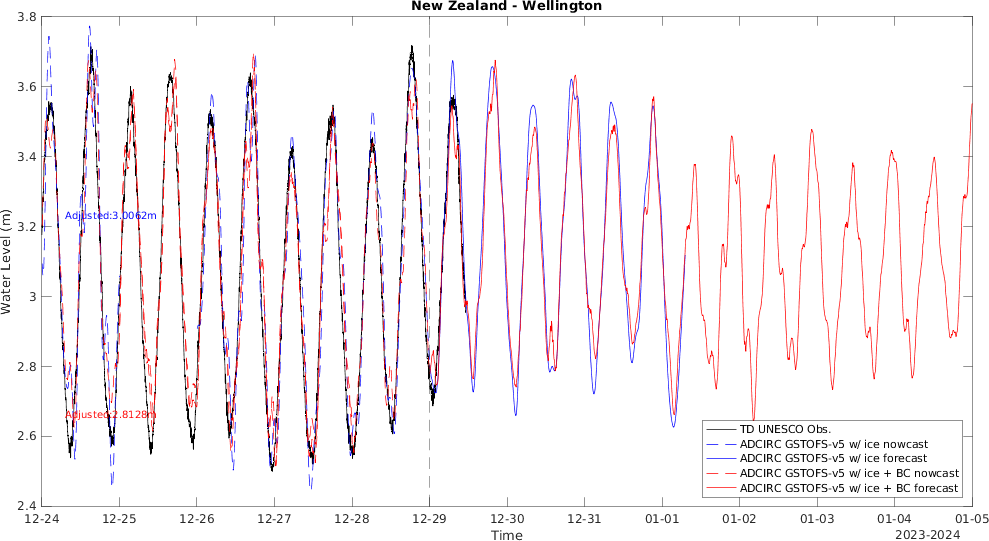 New Zealand - Wellington
3.8
3.6
3.4
3.2
3
2.8
2.6
2.4
Water Level (m)
Adjusted:3.0062m
Adjusted:2.8128m
TD UNESCO Obs.
ADCIRC GSTOFS-v5 w/ ice nowcast
ADCIRC GSTOFS-v5 w/ ice forecast
ADCIRC GSTOFS-v5 w/ ice + BC nowcast
ADCIRC GSTOFS-v5 w/ ice + BC forecast
12-24 12-25 12-26 12-27 12-28 12-29 12-30 12-31 01-01 01-02 01-03 01-04 01-05
Time
2023-2024